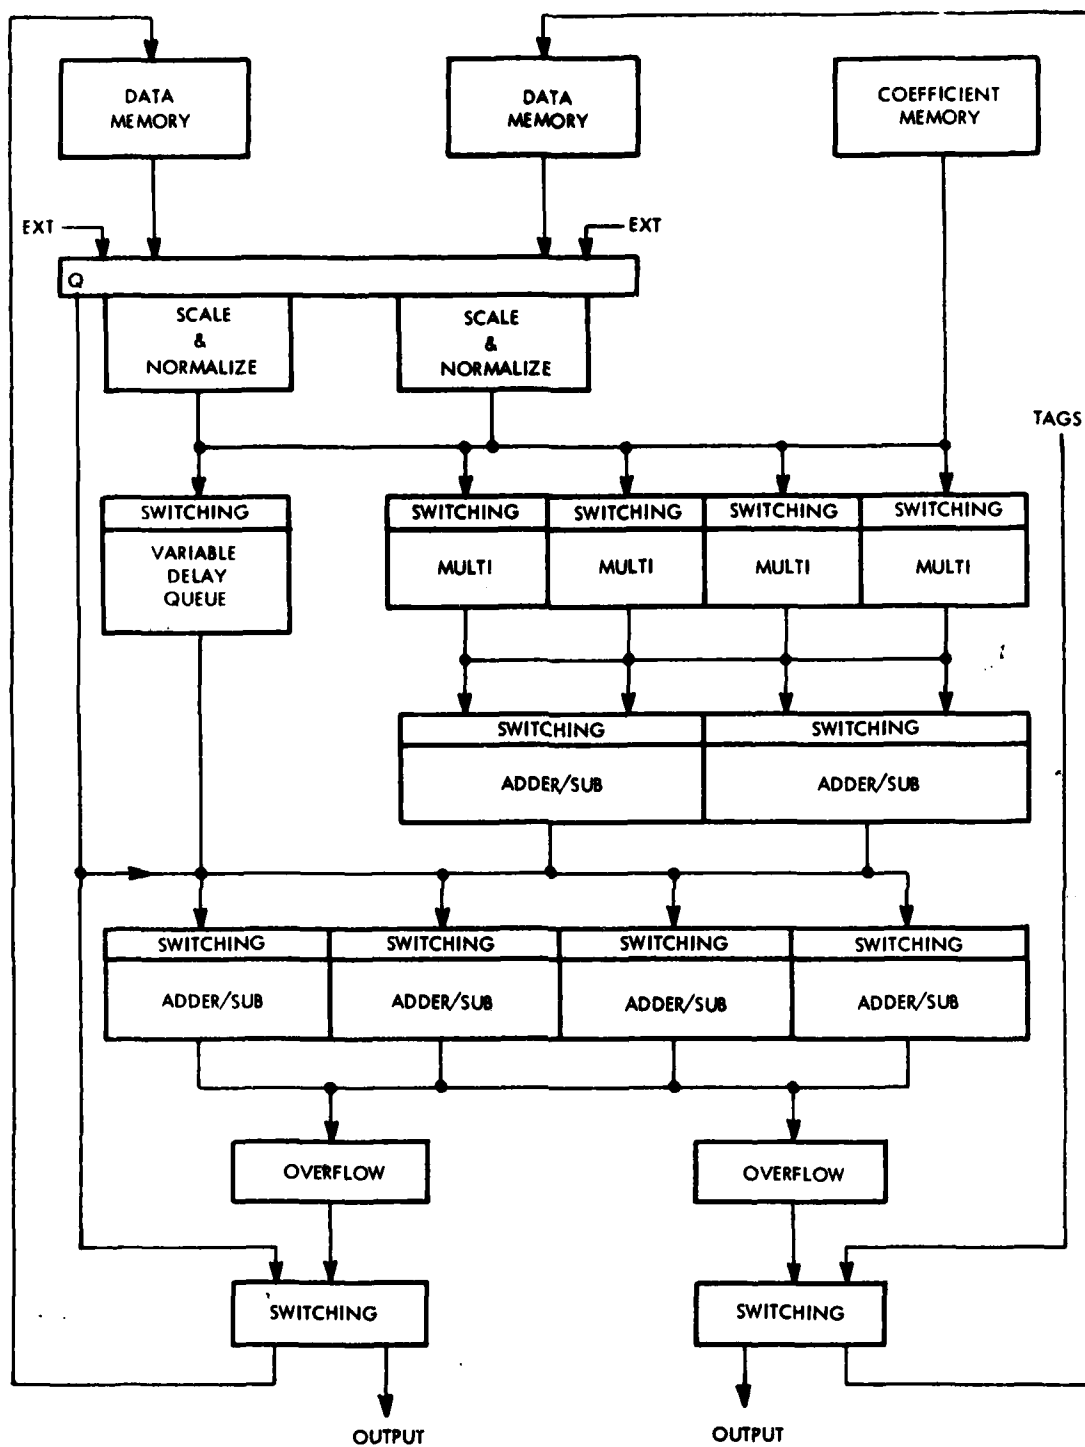 DATA MEMORY
DATA MEMORY
COEFFICIENT MEMORY
EXT
EXT
Q
SCALE & NORMALIZE
SCALE & NORMALIZE
TAGS
SWITCHING
SWITCHING
SWITCHING
SWITCHING
SWITCHING
VARIABLE DELAY QUEUE
MULTI
MULTI
MULTI
MULTI
SWITCHING
SWITCHING
ADDER/SUB
ADDER/SUB
SWITCHING
SWITCHING
SWITCHING
SWITCHING
ADDER/SUB
ADDER/SUB
ADDER/SUB
ADDER/SUB
OVERFLOW
OVERFLOW
SWITCHING
SWITCHING
OUTPUT
OUTPUT